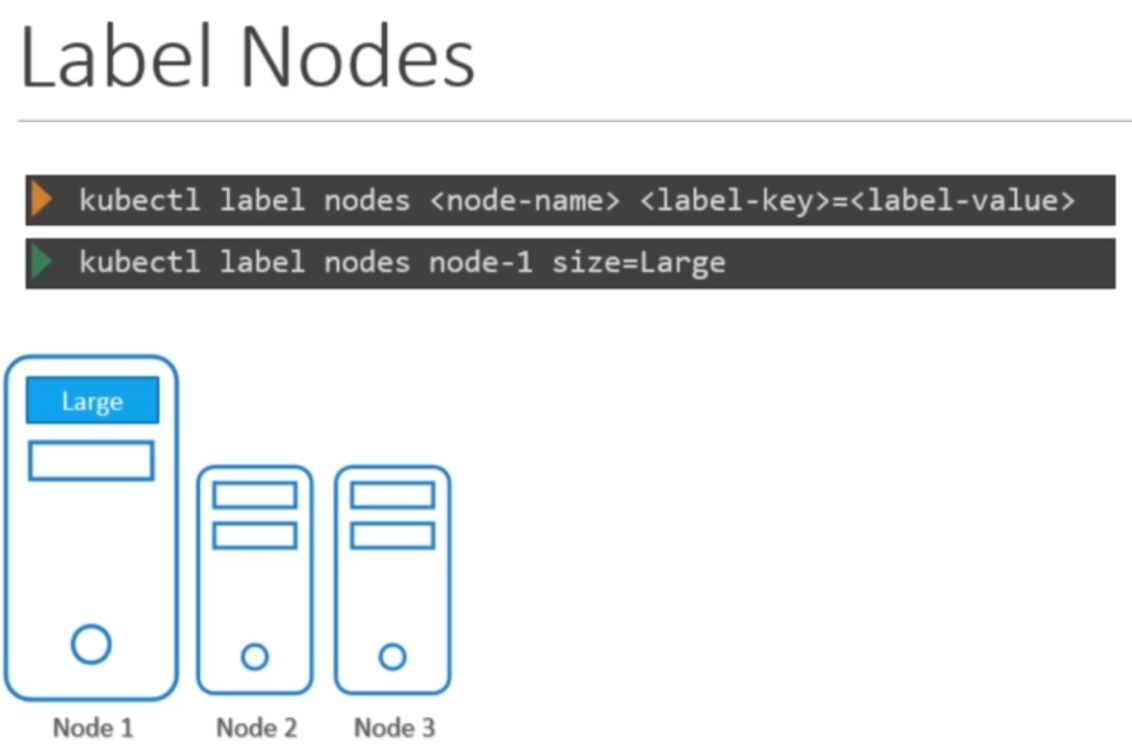 Label Nodes
kubectl label nodes <node-name> <label-key>=<label-value>
kubectl label nodes node-1 size=Large
Large
Node 1
Node 2
Node 3